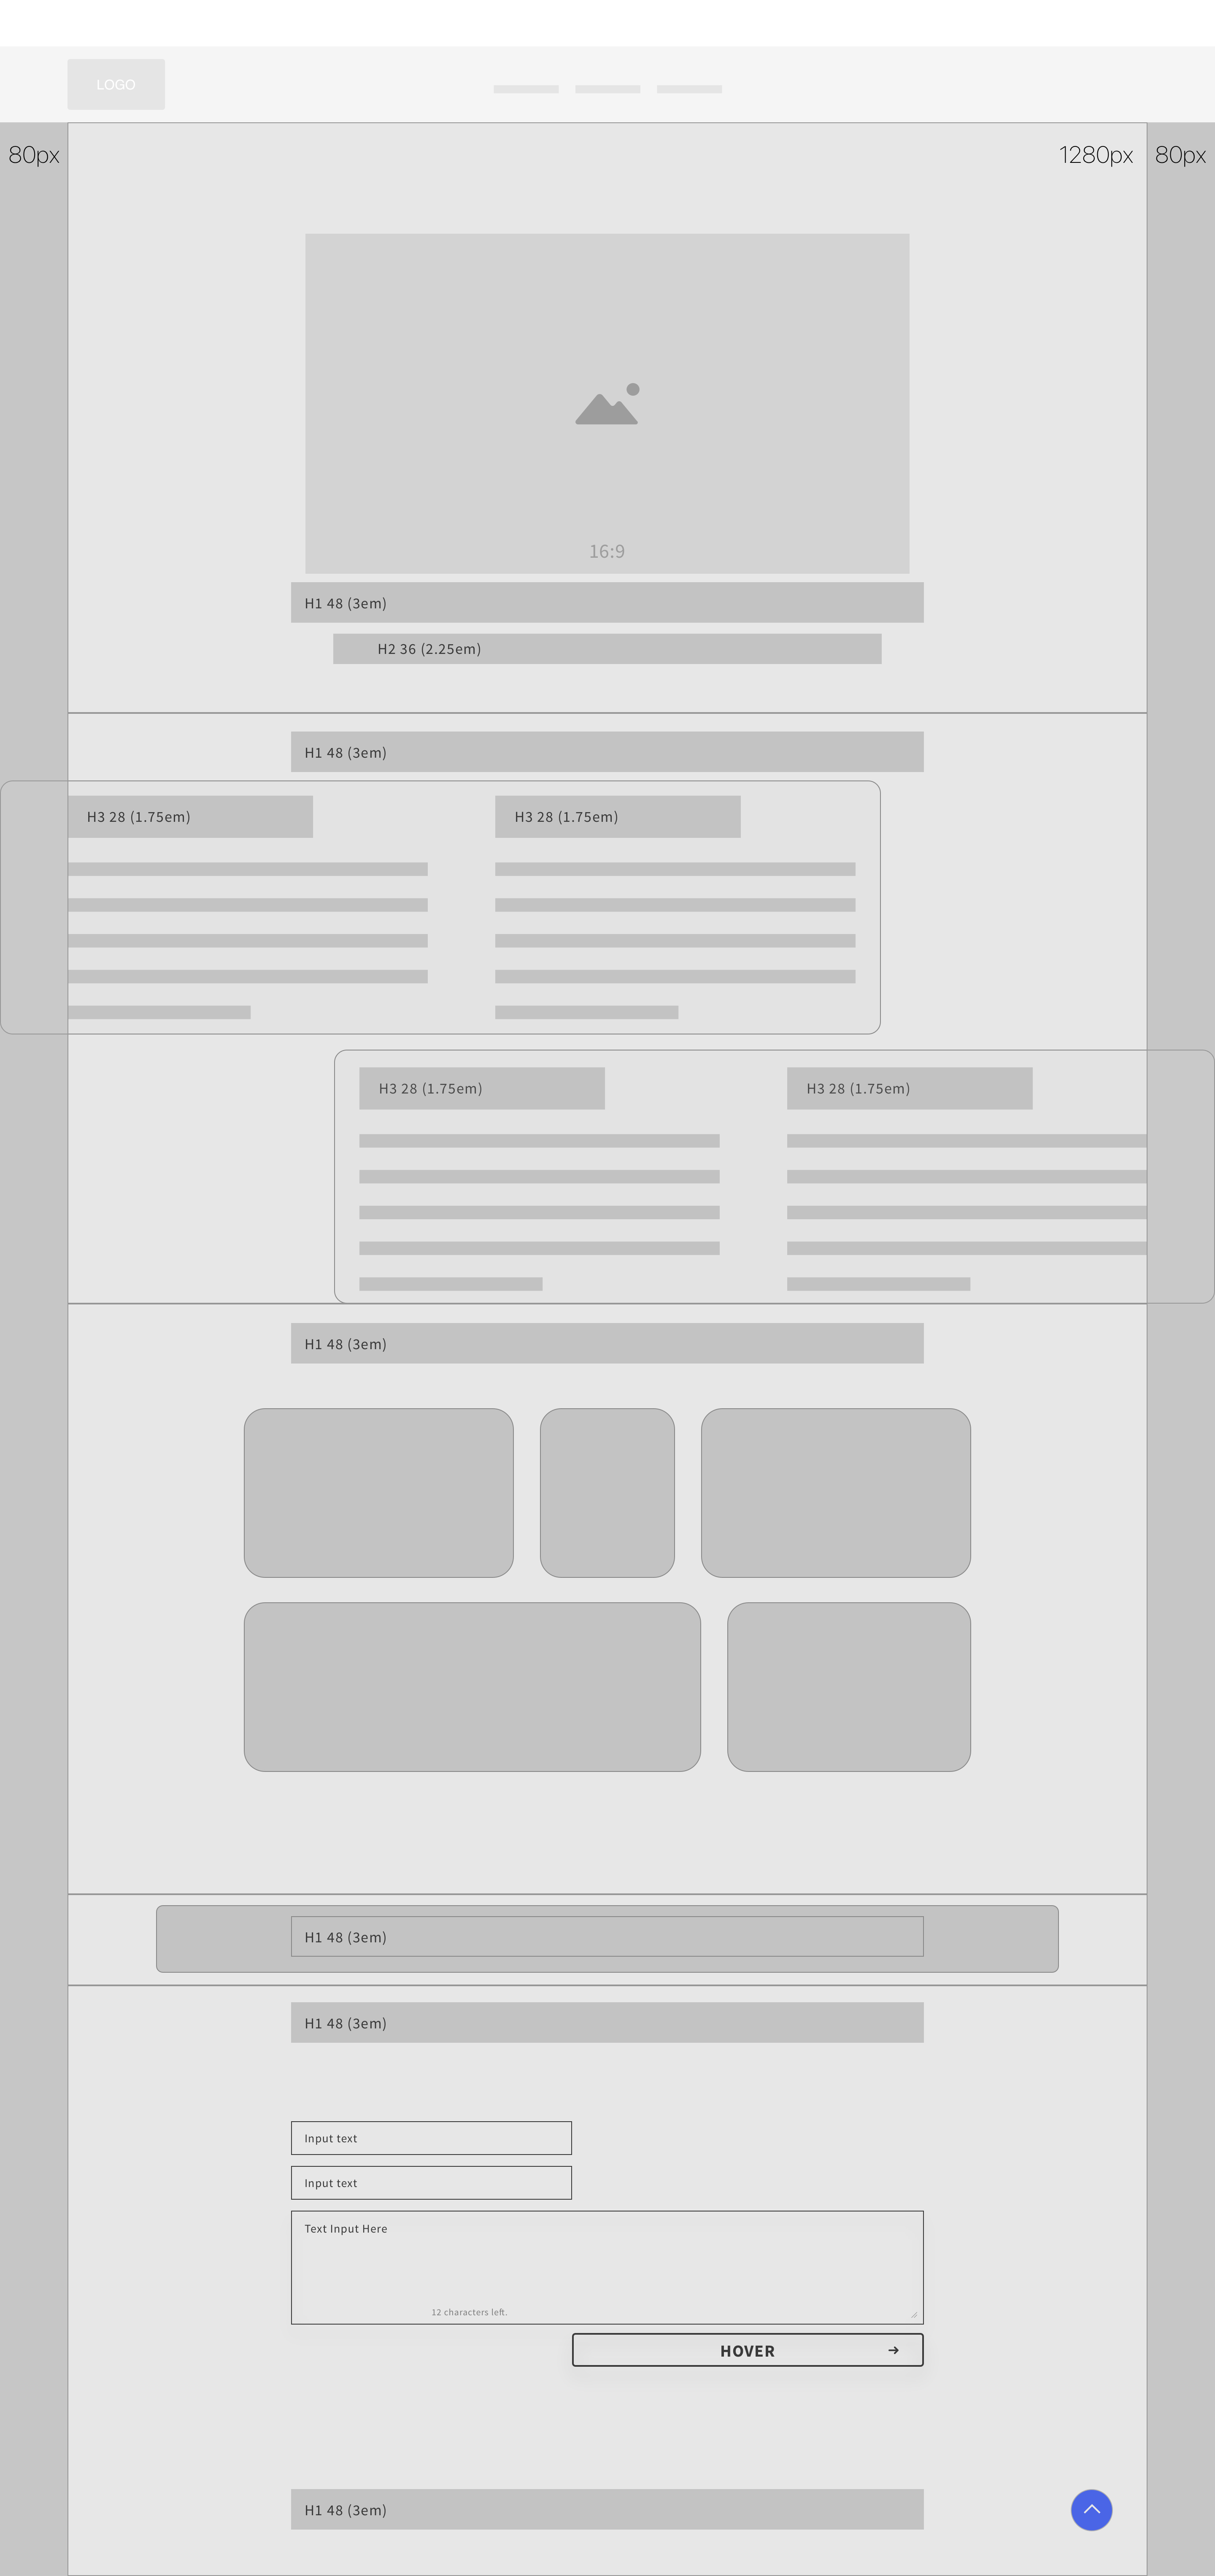 LOGO
80px
1280px
80px
16:9
H1 48 (3em)
H2 36 (2.25em)
H1 48 (3em)
H3 28 (1.75em)
H3 28 (1.75em)
H3 28 (1.75em)
H3 28 (1.75em)
H1 48 (3em)
H1 48 (3em)
H1 48 (3em)
Input text
Input text
Text Input Here
12 characters left.
HOVER
H1 48 (3em)